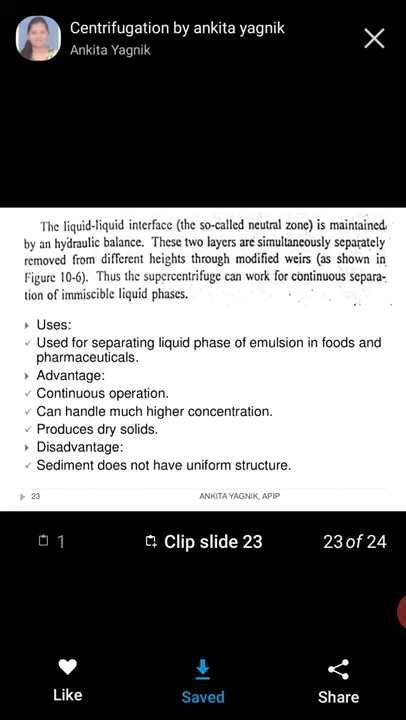 Centrifugation by ankita yagnik
Ankita Yagnik
The liquid-liquid interface (the so-called neutral zone) is maintained
by an hydraulic balance. These two layers are simultaneously separately
removed from different heights through modified weirs (as shown in
Figure 10-6). Thus the supercentrifuge can work for continuous separa-
tion of immiscible liquid phases.
Uses:
Used for separating liquid phase of emulsion in foods and
pharmaceuticals.
Advantage:
Continuous operation.
Can handle much higher concentration.
Produces dry solids.
Disadvantage:
Sediment does not have uniform structure.
23 ANKITA YAGNIK, APIP
1 Clip slide 23 23 of 24
Like Saved Share